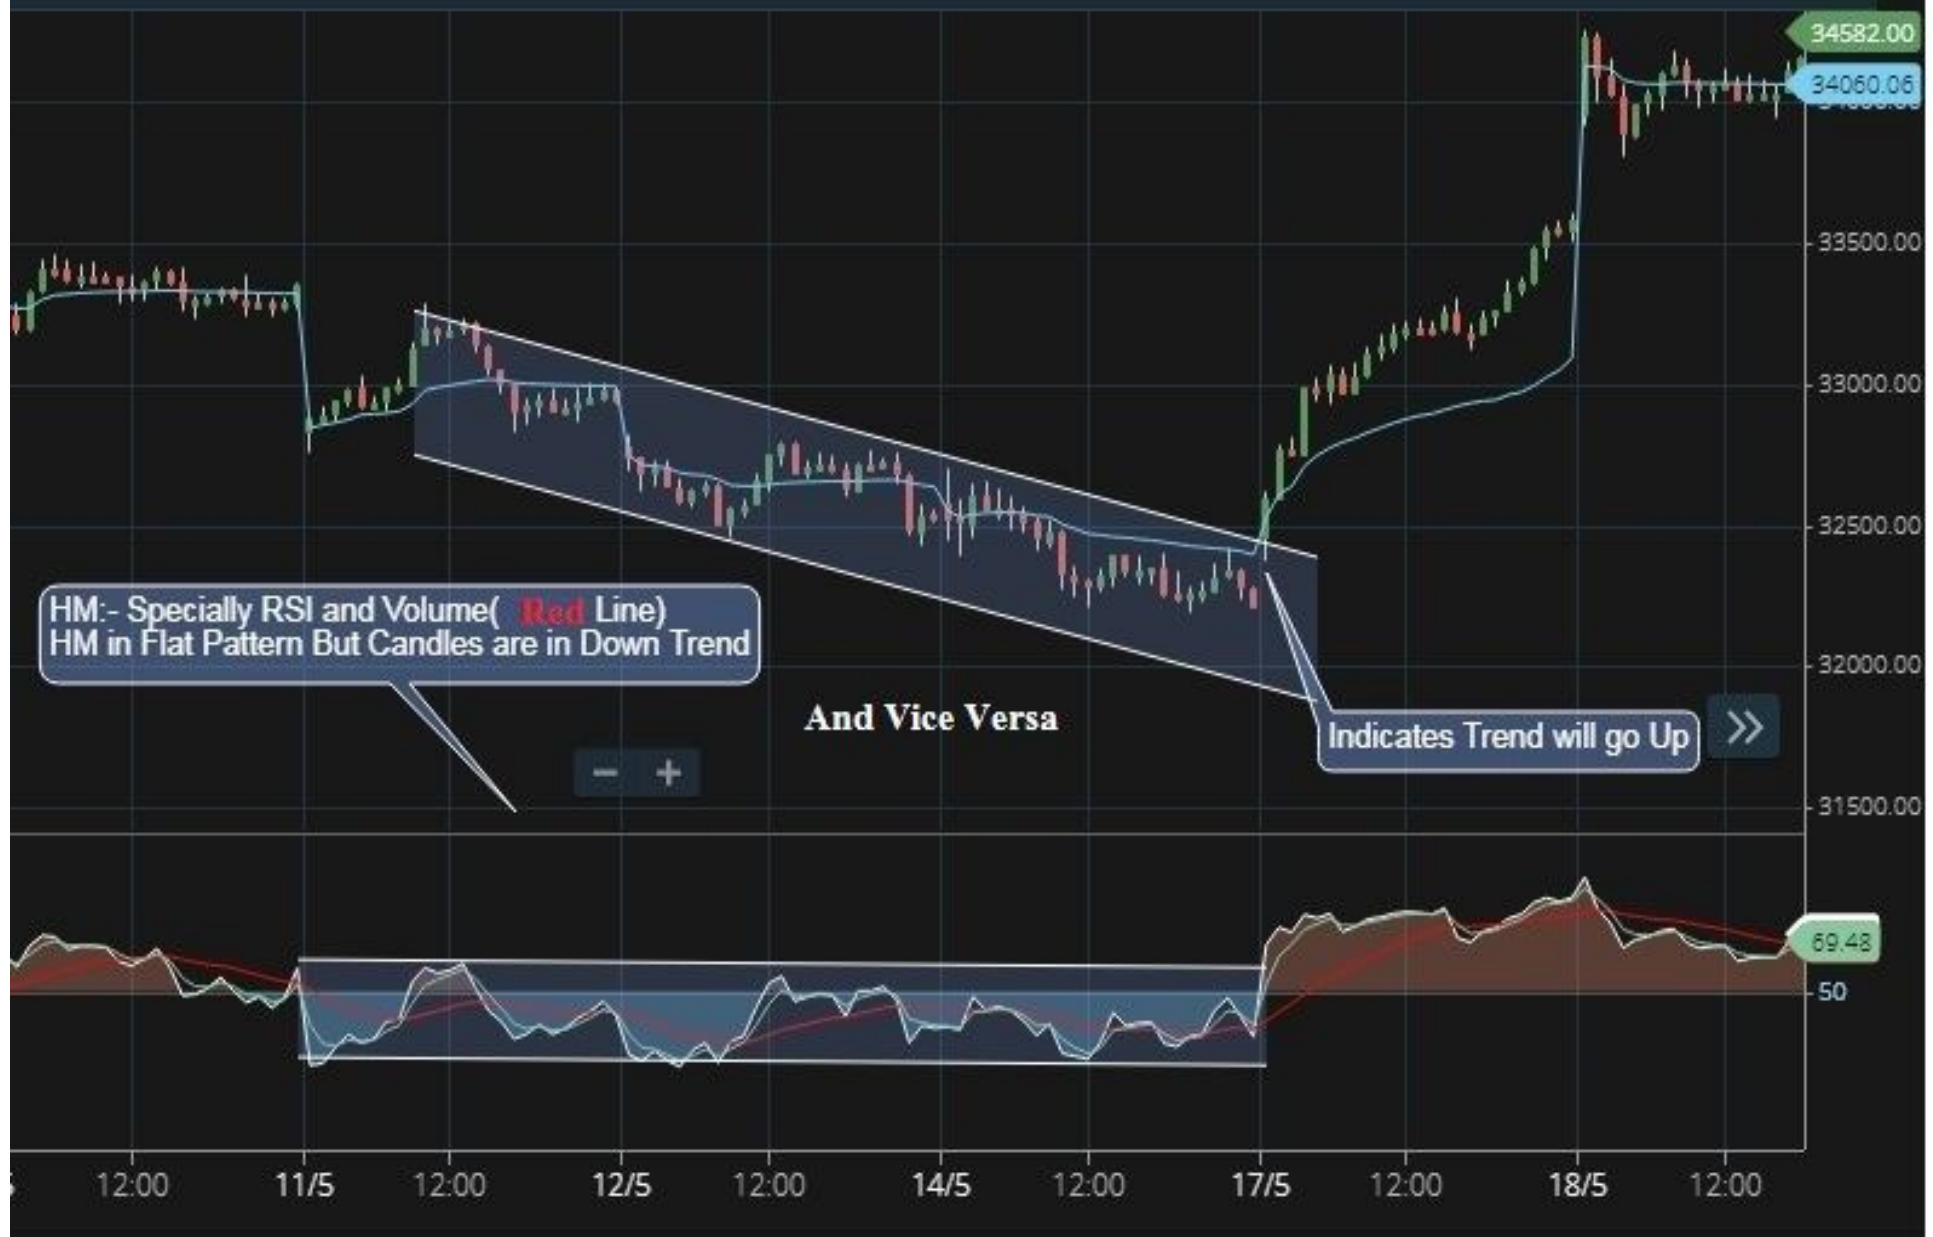 34582.00
34060.06
33500.00
33000.00
32500.00
HM:- Specially RSI and Volume( Red Line)
HM in Flat Pattern But Candles are in Down Trend
32000.00
And Vice Versa
Indicates Trend will go Up
»
− +
31500.00
69.48
50
12:00 11/5 12:00 12/5 12:00 14/5 12:00 17/5 12:00 18/5 12:00